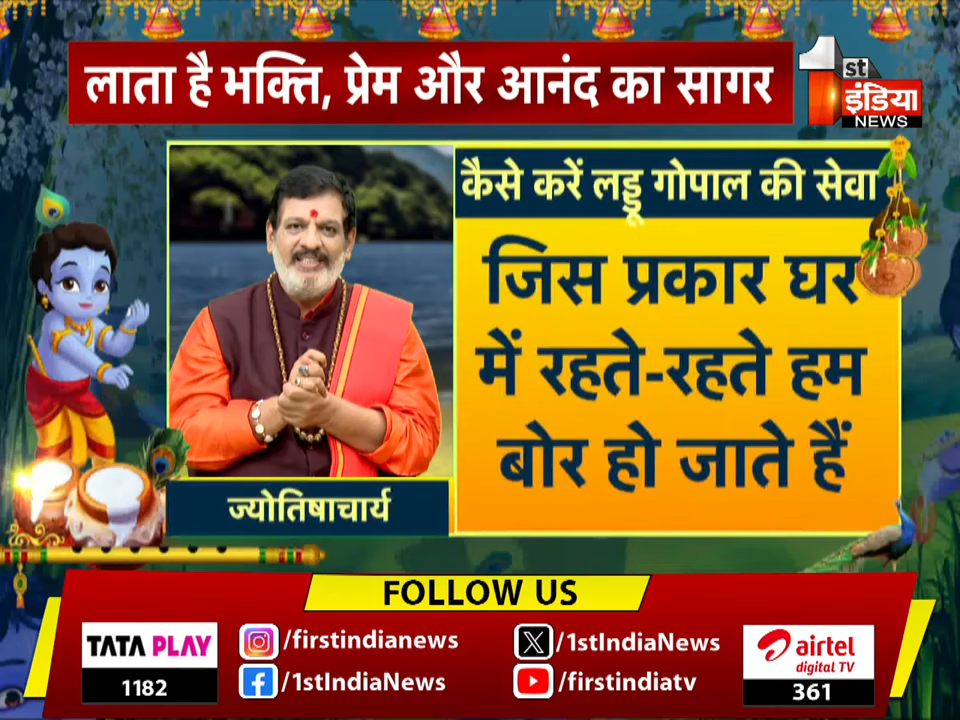 लाता है भक्ति, प्रेम और आनंद का सागर
1st
इंडिया
NEWS
कैसे करें लड्डू गोपाल की सेवा
जिस प्रकार घर
में रहते-रहते हम
बोर हो जाते हैं
ज्योतिषाचार्य
FOLLOW US
TATA PLAY
1182
/firstindianews
/1stIndiaNews
/1stIndiaNews
/firstindiatv
airtel
digital TV
361